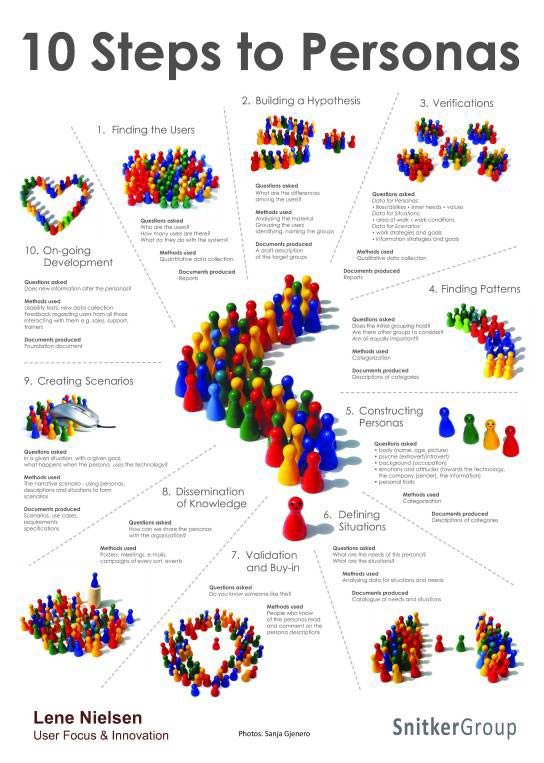 10 Steps to Personas
1. Finding the Users
Questions asked
Who are the users?
How many users are there?
What do they do with the system?
Methods used
Quantitative data collection
Documents produced
Reports
2. Building a Hypothesis
Questions asked
What are the differences
among the users?
Methods used
Analysing the material
Grouping the users
Identifying, naming the groups
Documents produced
A draft description
of the target groups
3. Verifications
Questions asked
Data for Personas:
• likes/dislikes • inner needs • values
Data for Situations:
• area of work • work conditions
Data for Scenarios:
• work strategies and goals
• information strategies and goals
Methods used
Qualitative data collection
Documents produced
Reports
4. Finding Patterns
Questions asked
Does the initial grouping hold?
Are there other groups to consider?
Are all equally important?
Methods used
Categorization
Documents produced
Descriptions of categories
5. Constructing
Personas
Questions asked
• body (name, age, picture)
• psyche (extrovert/introvert)
• background (occupation)
• emotions and attitudes (towards the technology,
the company (sender), the information)
• personal traits
Methods used
Categorization
Documents produced
Descriptions of categories
6. Defining
Situations
Questions asked
What are the needs of this persona?
What are the situations?
Methods used
Analysing data for situations and needs
Documents produced
Catalogue of needs and situations
7. Validation
and Buy-in
Questions asked
Do you know someone like this?
Methods used
People who know
of the personas read
and comment on the
persona descriptions
8. Dissemination
of Knowledge
Questions asked
How can we share the personas
with the organization?
Methods used
Posters, meetings, e-mails,
campaigns of every sort, events
9. Creating Scenarios
Questions asked
In a given situation, with a given goal,
what happens when the persona uses the technology?
Methods used
The narrative scenario - using personas,
descriptions and situations to form
scenarios
Documents produced
Scenarios, use cases,
requirements
specifications
10. On-going
Development
Questions asked
Does new information alter the personas?
Methods used
Usability tests, new data collection
Feedback regarding users from all those
interacting with them e.g. sales, support,
trainers
Documents produced
Foundation document
Lene Nielsen
User Focus & Innovation
Photos: Sanja Gjenero
SnitkerGroup